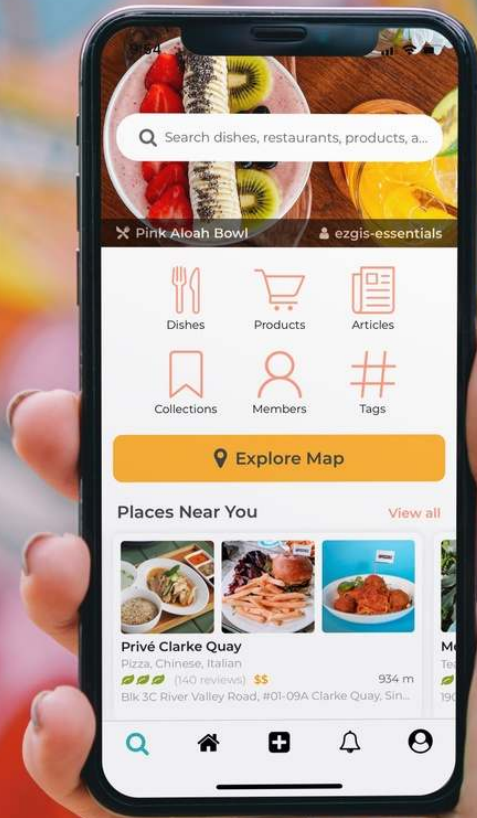 9:54
Search dishes, restaurants, products, a...
Pink Aloah Bowl
ezgis-essentials
Dishes
Products
Articles
Collections
Members
Tags
Explore Map
Places Near You
View all
Privé Clarke Quay
Pizza, Chinese, Italian
(140 reviews) $$
934 m
Blk 3C River Valley Road, #01-09A Clarke Quay, Sin...
M
Tea
190